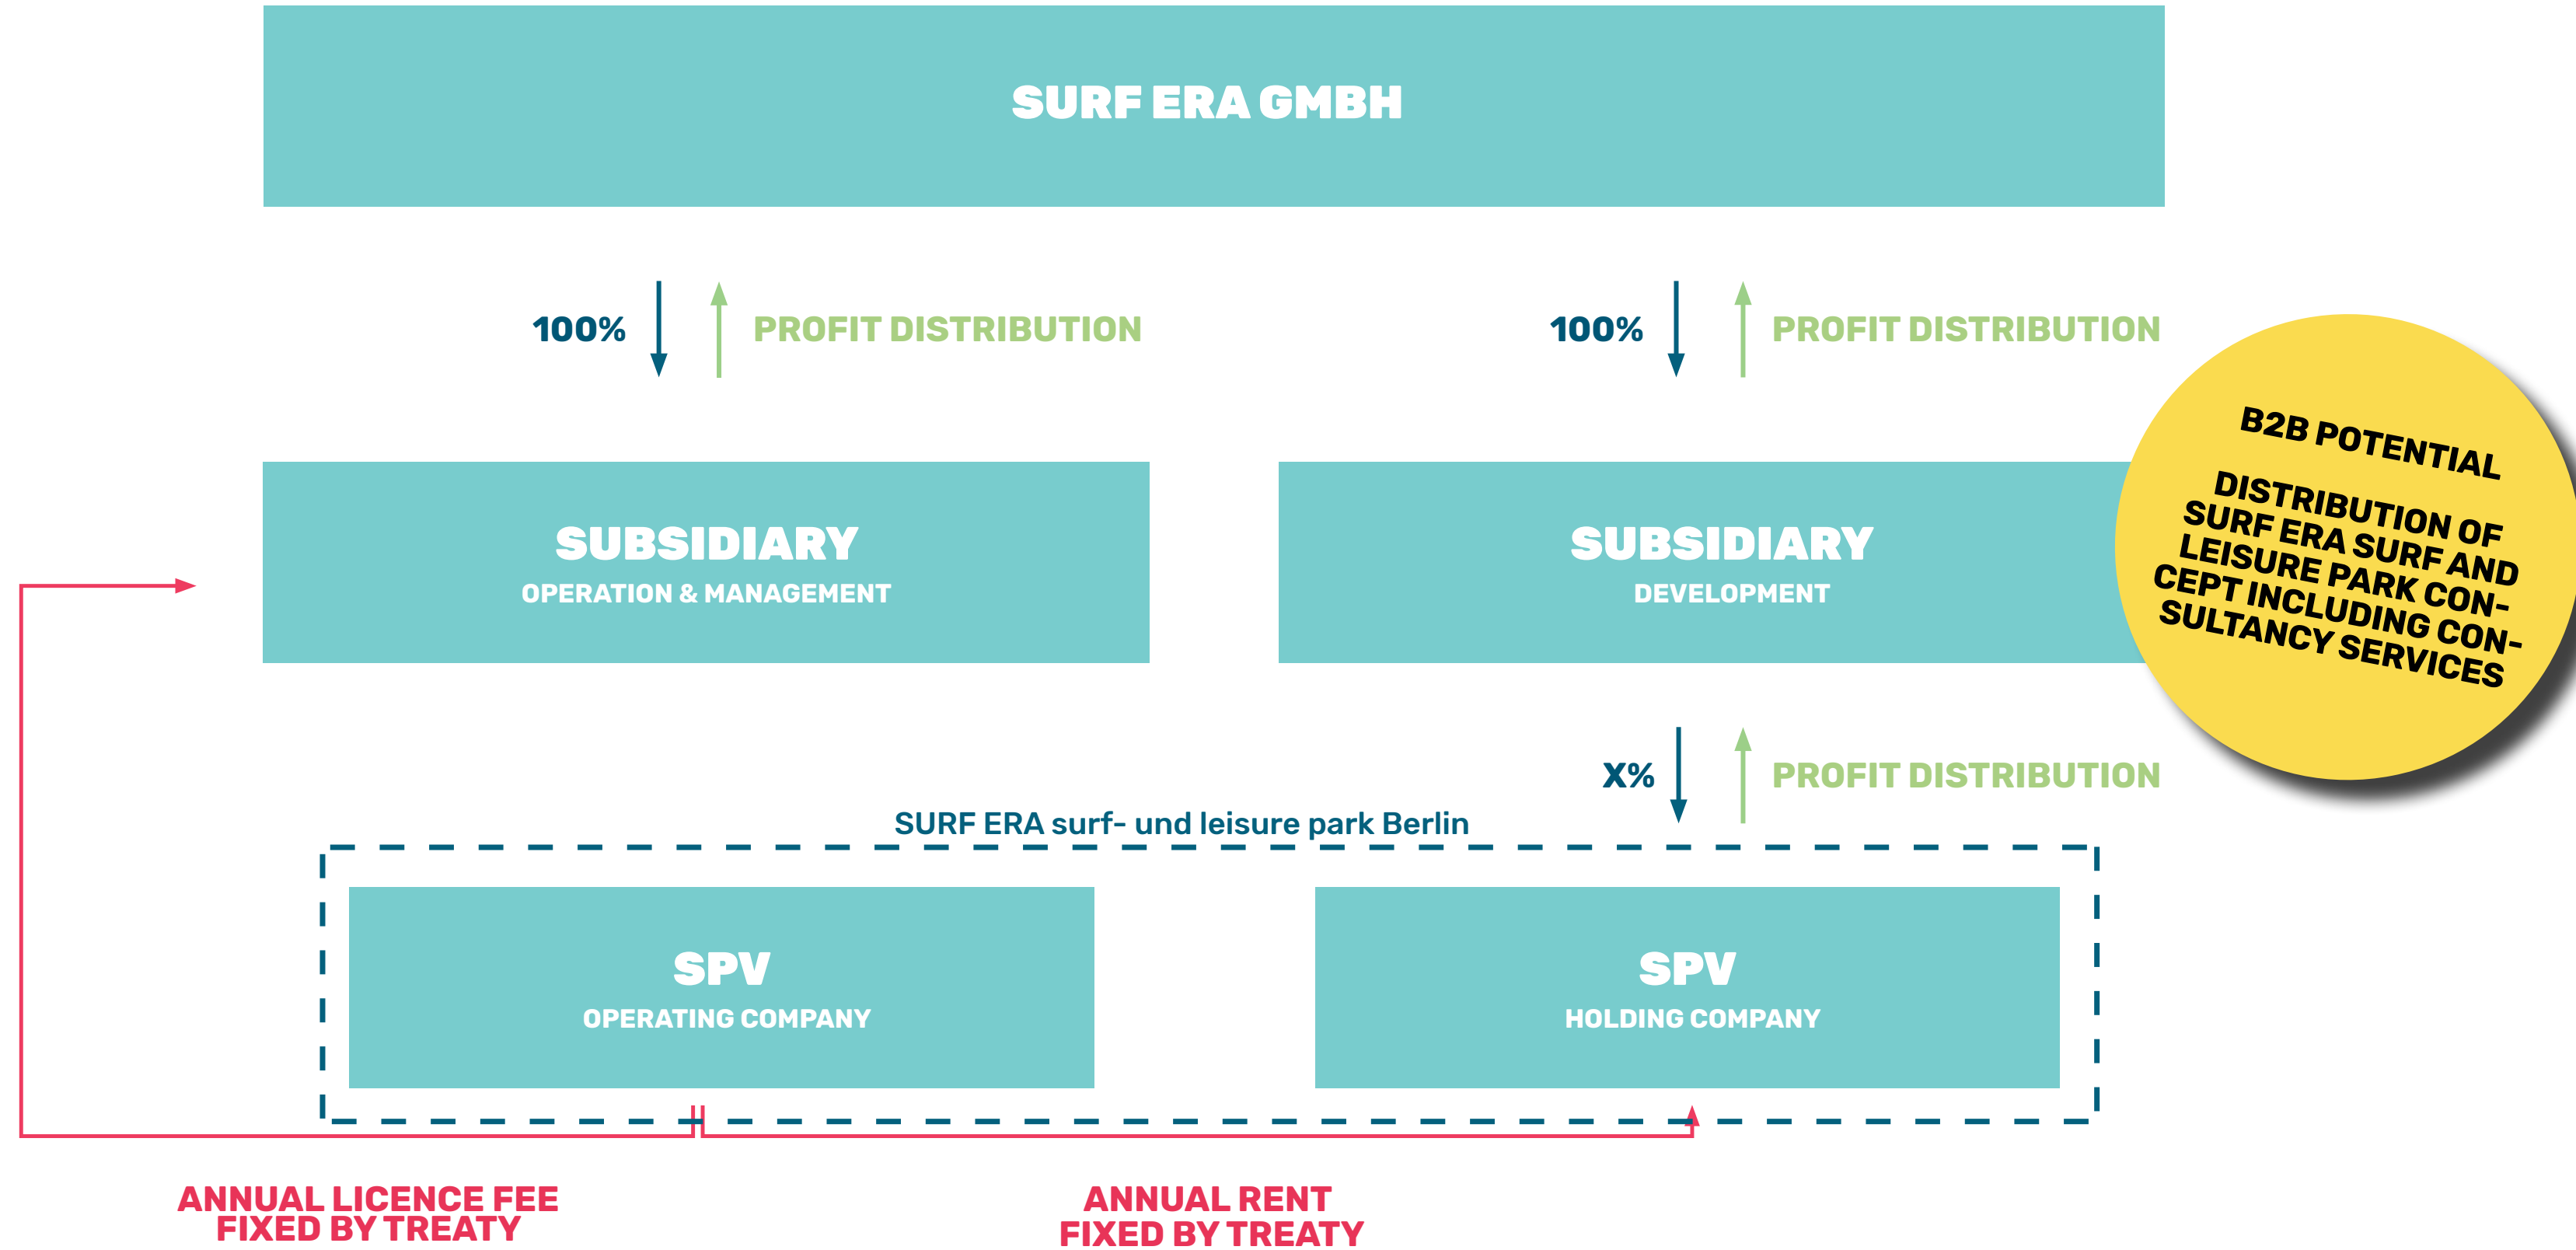 SURF ERA GMBH
100%
PROFIT DISTRIBUTION
100%
PROFIT DISTRIBUTION
B2B POTENTIAL
DISTRIBUTION OF
SURF ERA SURF AND
LEISURE PARK CON-
CEPT INCLUDING CON-
SULTANCY SERVICES
SUBSIDIARY
OPERATION & MANAGEMENT
SUBSIDIARY
DEVELOPMENT
X%
PROFIT DISTRIBUTION
SURF ERA surf- und leisure park Berlin
SPV
OPERATING COMPANY
SPV
HOLDING COMPANY
ANNUAL LICENCE FEE
FIXED BY TREATY
ANNUAL RENT
FIXED BY TREATY